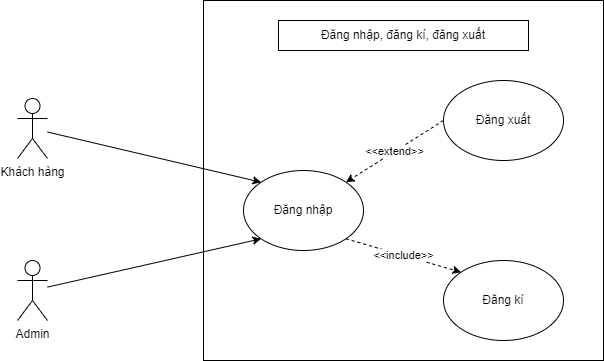 Đăng nhập, đăng kí, đăng xuất
Đăng xuất
<<extend>>
Khách hàng
Đăng nhập
<<include>>
Đăng kí
Admin